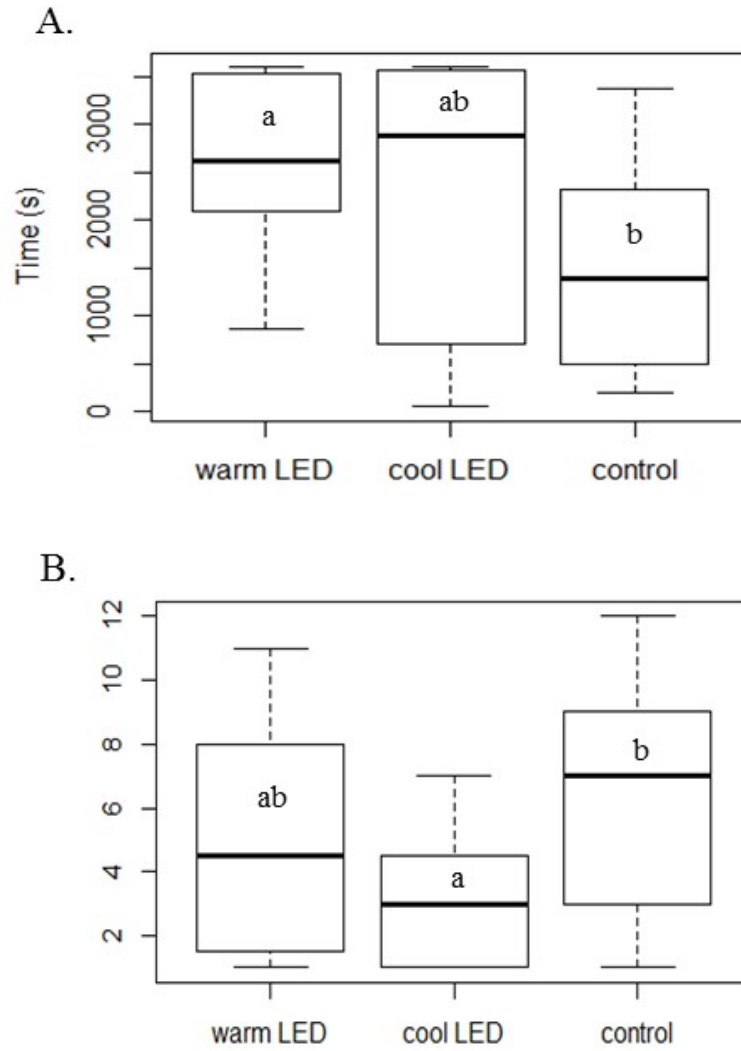 A.
Time (s)
3000
2000
1000
0
a
ab
b
warm LED cool LED control
B.
12
10
8
6
4
2
ab
a
b
warm LED cool LED control